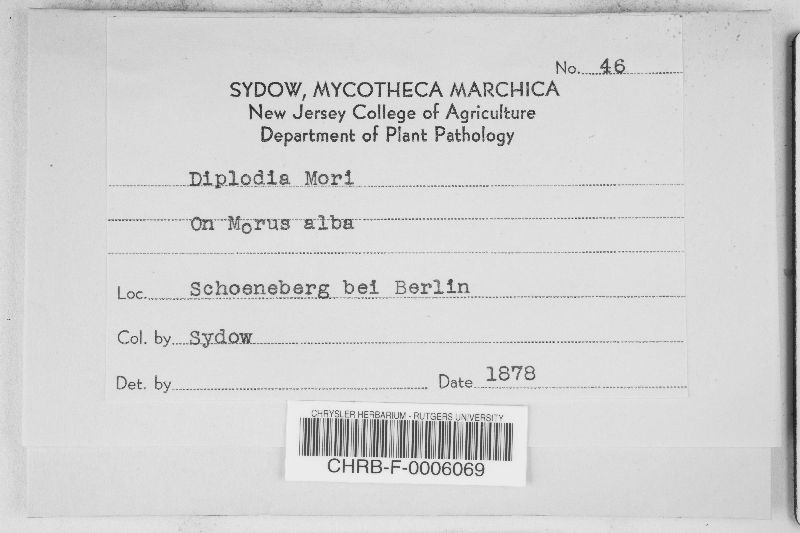 No. 46
SYDOW, MYCOTHECA MARCHICA
New Jersey College of Agriculture
Department of Plant Pathology
Diplodia Mori
On Morus alba
Loc. Schoeneberg bei Berlin
Col. by Sydow
Det. by
Date 1878
CHRYSLER HERBARIUM - RUTGERS UNIVERSITY
CHRB-F-0006069